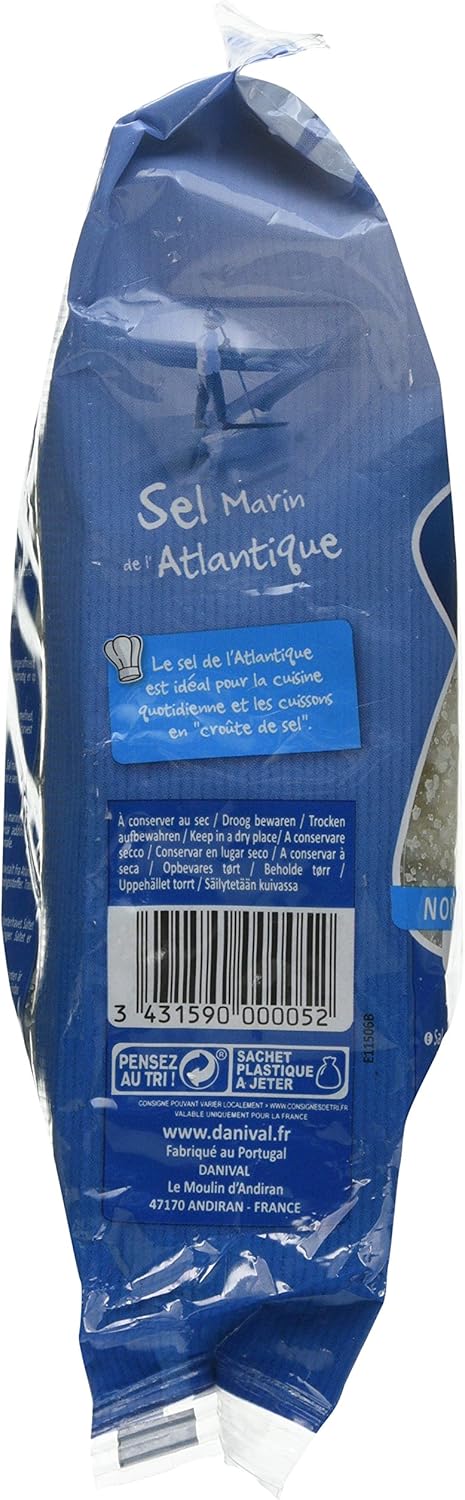 Sel Marin
de l'Atlantique
Le sel de l'Atlantique
est idéal pour la cuisine
quotidienne et les cuissons
en "croûte de sel".
À conserver au sec / Droog bewaren / Trocken
aufbewahren / Keep in a dry place/ A conservare
secco / Conservar en lugar seco / A conservar à
seca / Opbevares tørt / Beholde tørr /
Uppehållet torrt / Säilytetään kuivassa
3 431590 000052
E11506B
PENSEZ
AU TRI !
SACHET
PLASTIQUE
A JETER
CONSIGNE POUVANT VARIER LOCALEMENT > WWW.CONSIGNESDETRI.FR
VALABLE UNIQUEMENT POUR LA FRANCE
www.danival.fr
Fabriqué au Portugal
DANIVAL
Le Moulin d'Andiran
47170 ANDIRAN - FRANCE
NON